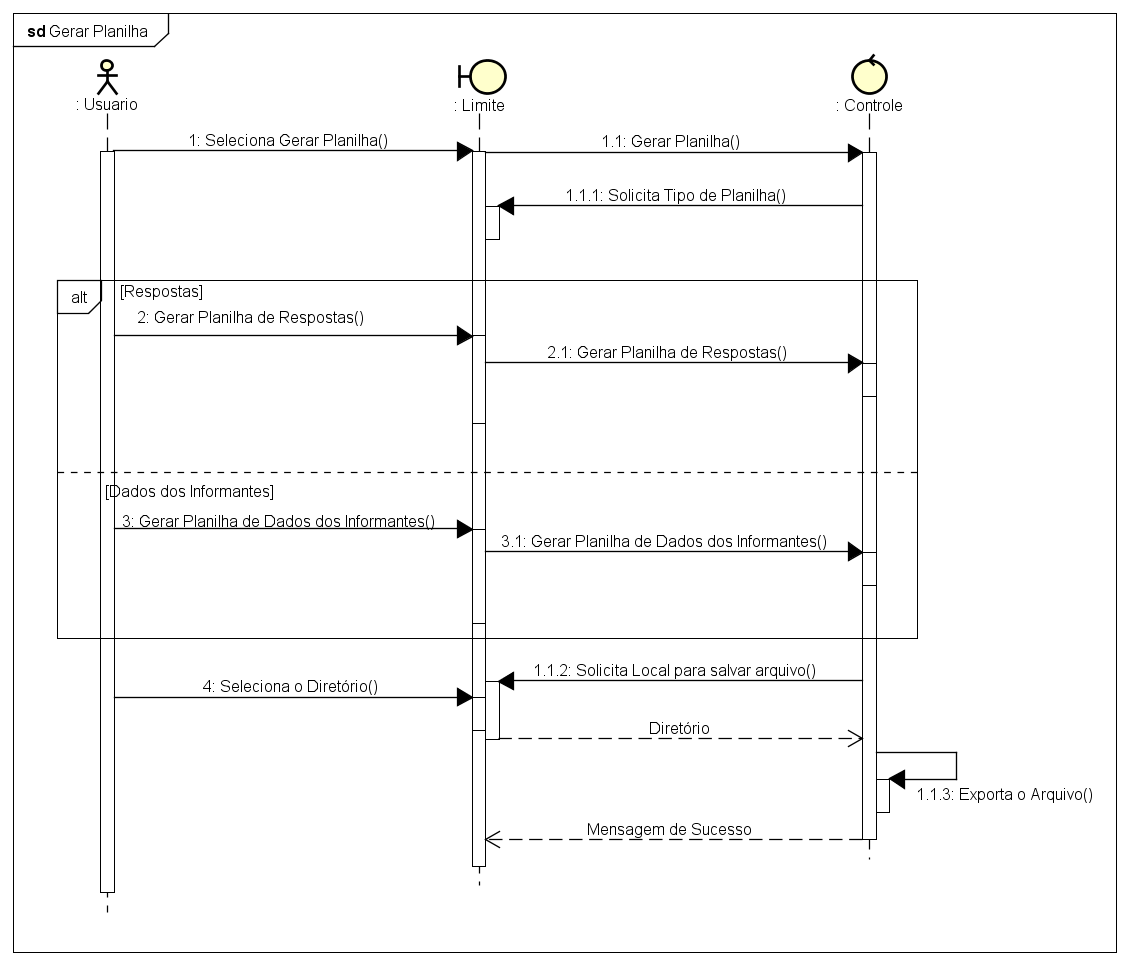 sd Gerar Planilha
: Usuario
: Limite
: Controle
1: Seleciona Gerar Planilha()
1.1: Gerar Planilha()
1.1.1: Solicita Tipo de Planilha()
alt
[Respostas]
2: Gerar Planilha de Respostas()
2.1: Gerar Planilha de Respostas()
[Dados dos Informantes]
3: Gerar Planilha de Dados dos Informantes()
3.1: Gerar Planilha de Dados dos Informantes()
1.1.2: Solicita Local para salvar arquivo()
4: Seleciona o Diretório()
Diretório
1.1.3: Exporta o Arquivo()
Mensagem de Sucesso